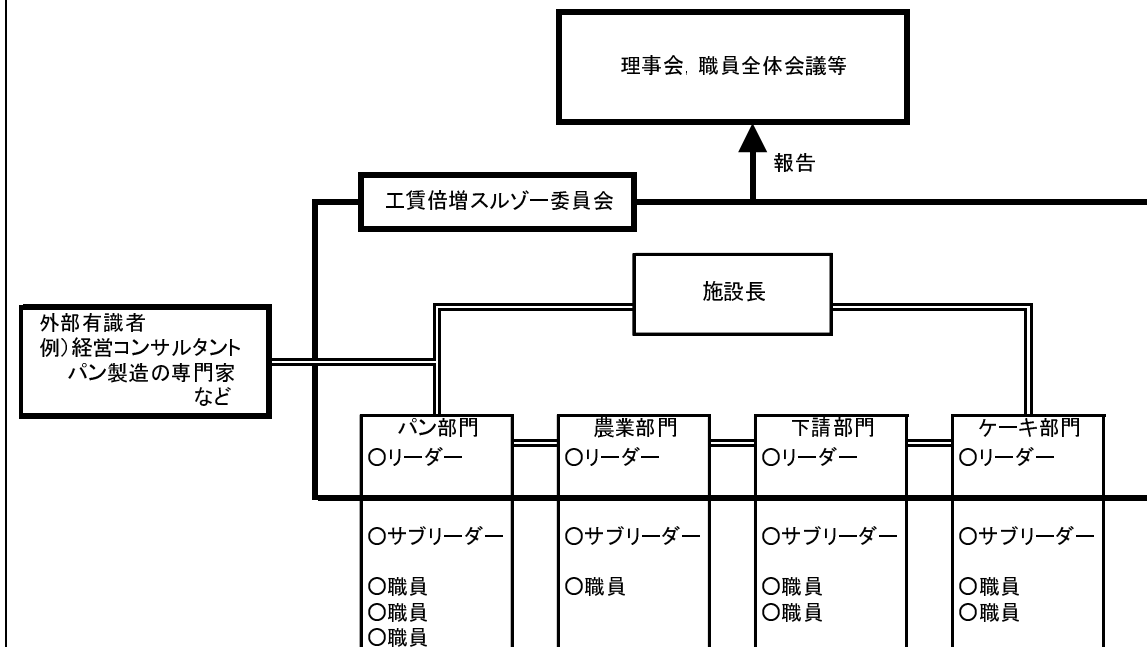 理事会，職員全体会議等
報告
工賃倍増スルゾー委員会
施設長
外部有識者
例）経営コンサルタント
パン製造の専門家
など
パン部門
○リーダー
○サブリーダー
○職員
○職員
○職員
農業部門
○リーダー
○サブリーダー
○職員
下請部門
○リーダー
○サブリーダー
○職員
○職員
ケーキ部門
○リーダー
○サブリーダー
○職員
○職員